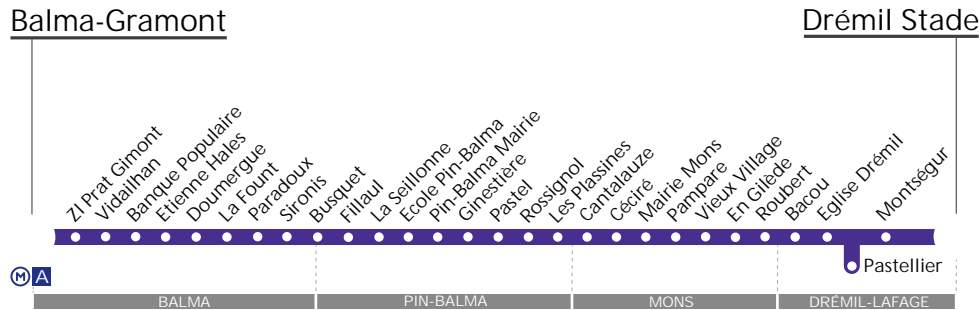 Balma-Gramont
Drémil Stade
ZI Prat Gimont
Vidailhan
Banque Populaire
Etienne Hales
Doumergue
La Fount
Paradoux
Sironis
Busquet
Fillaul
La Seillonne
Ecole Pin-Balma
Pin-Balma Mairie
Ginestière
Pastel
Rossignol
Les Plassines
Cantalauze
Céciré
Mairie Mons
Pampare
Vieux Village
En Gilède
Roubert
Bacou
Eglise Drémil
Montségur
Pastellier
M A
BALMA
PIN-BALMA
MONS
DRÉMIL-LAFAGE